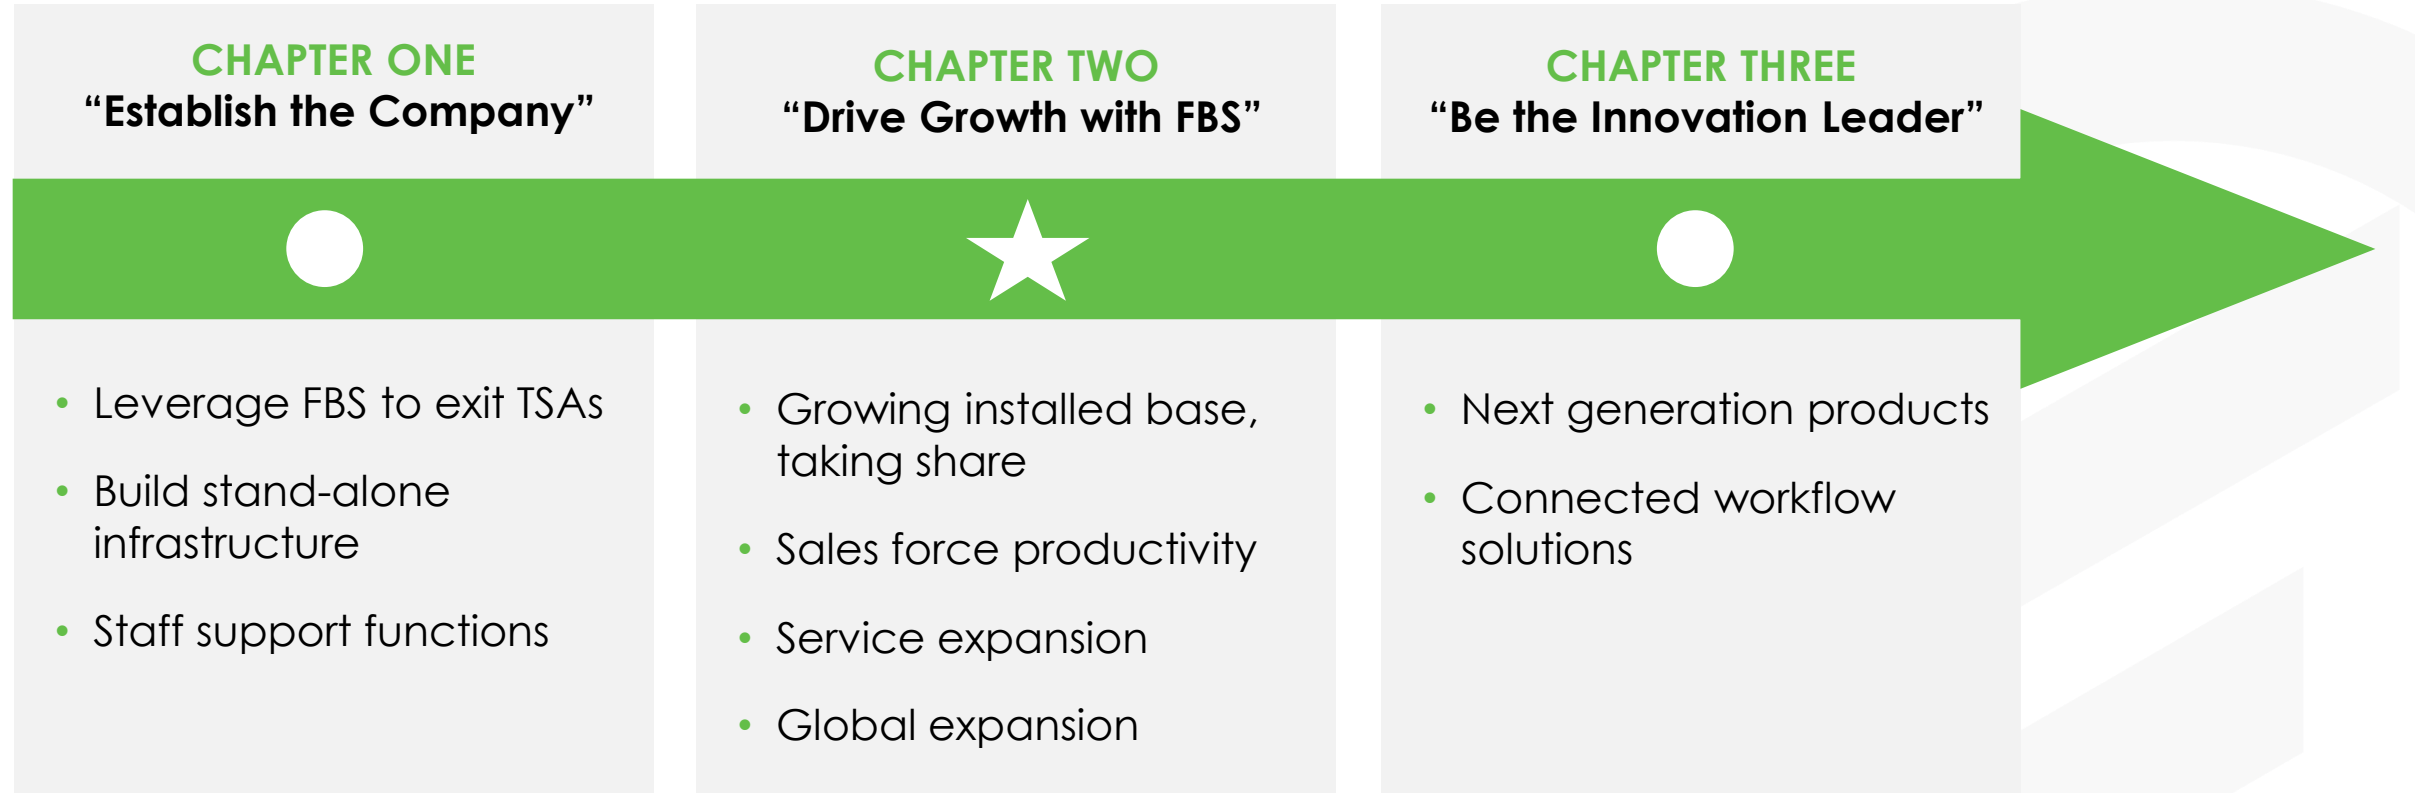 CHAPTER ONE
“Establish the Company”
• Leverage FBS to exit TSAs
• Build stand-alone
infrastructure
• Staff support functions
CHAPTER TWO
“Drive Growth with FBS”
• Growing installed base,
taking share
• Sales force productivity
• Service expansion
• Global expansion
CHAPTER THREE
“Be the Innovation Leader”
• Next generation products
• Connected workflow
solutions